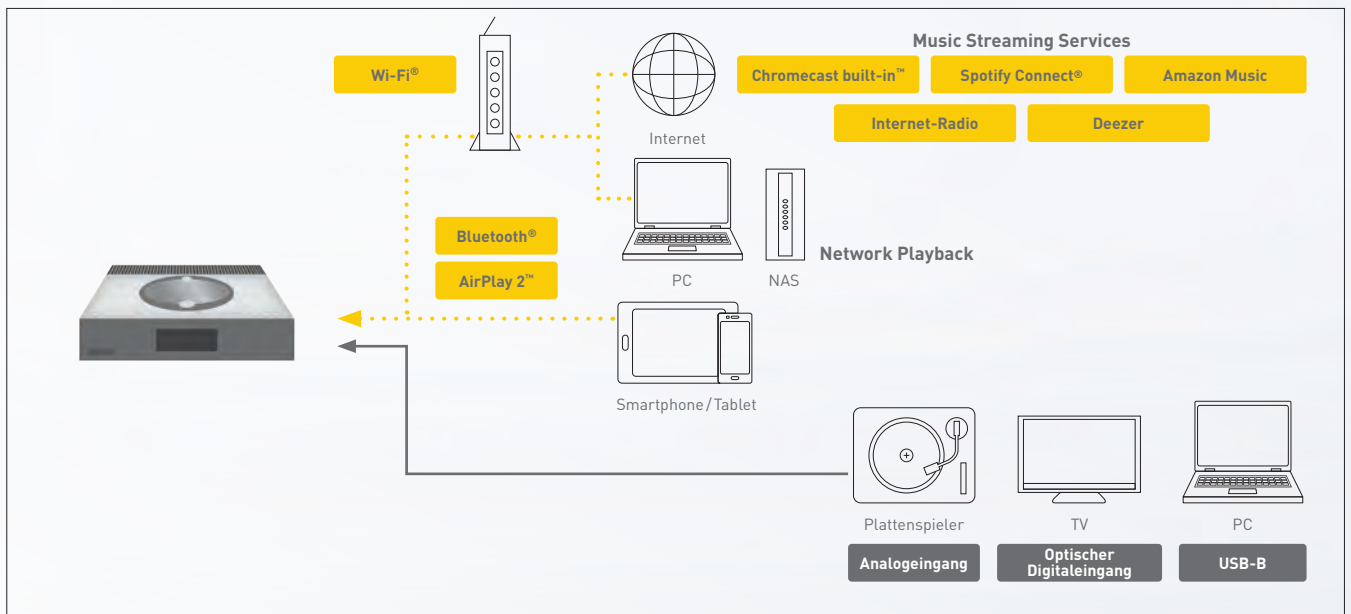 Music Streaming Services
Wi-Fi®
Chromecast built-in™
Spotify Connect®
Amazon Music
Internet-Radio
Deezer
Internet
Bluetooth®
AirPlay 2™
PC
NAS
Network Playback
Smartphone/Tablet
Plattenspieler
TV
PC
Analogeingang
Optischer
Digitaleingang
USB-B